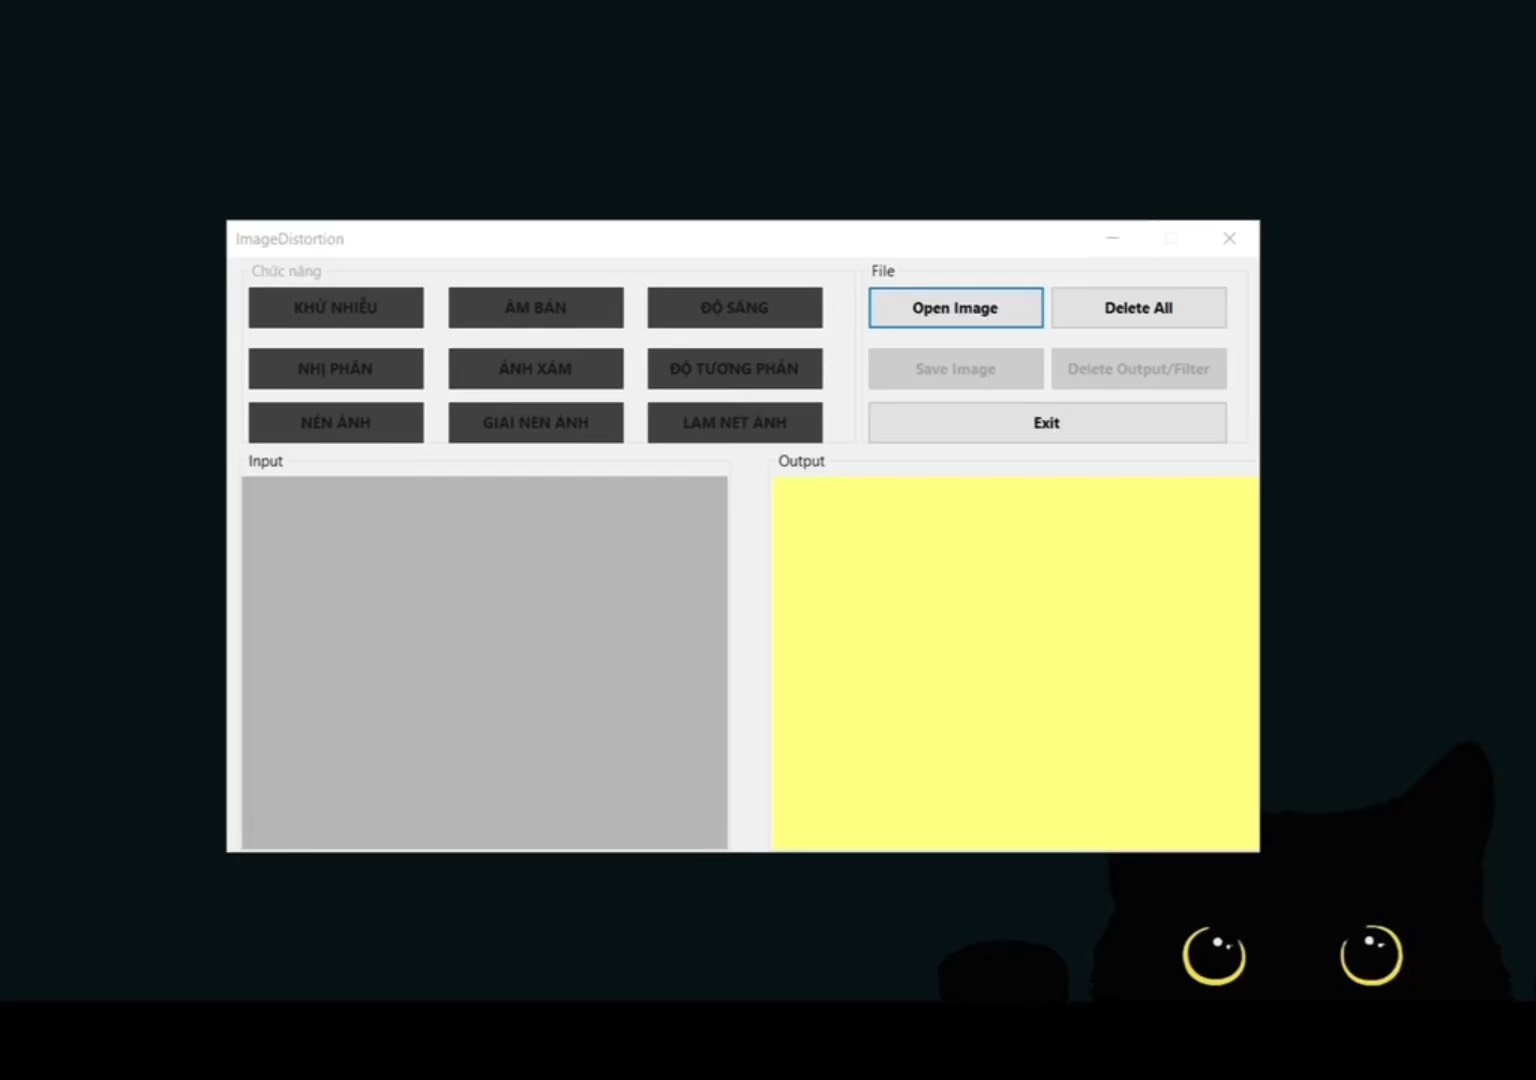 ImageDistortion
Chức năng
File
KHỬ NHIỄU
ÂM BẢN
ĐỘ SÁNG
Open Image
Delete All
NHỊ PHÂN
ẢNH XÁM
ĐỘ TƯƠNG PHẢN
Save Image
Delete Output/Filter
NÉN ẢNH
GIẢI NÉN ẢNH
LÀM NÉT ẢNH
Exit
Input
Output